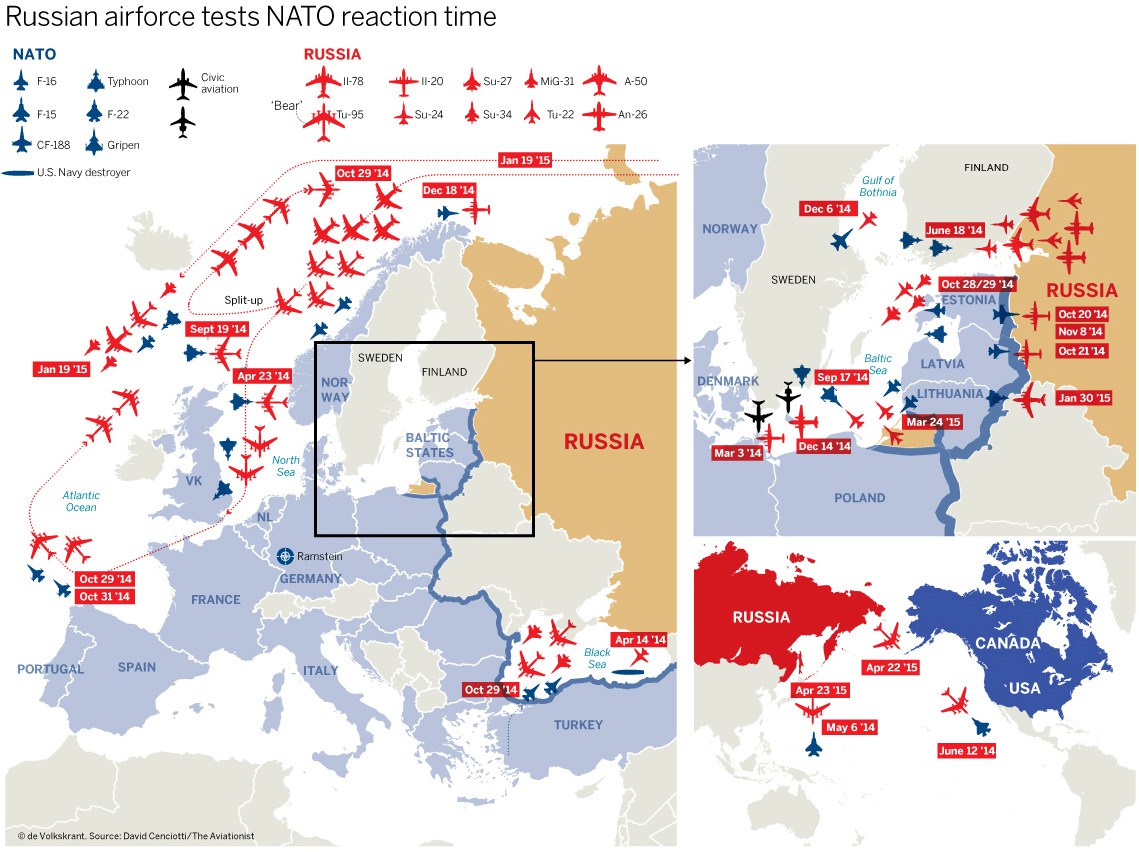 Russian airforce tests NATO reaction time
NATO
F-16
Typhoon
Civic
aviation
F-15
F-22
CF-188
Gripen
U.S. Navy destroyer
RUSSIA
Il-78
Il-20
Su-27
MiG-31
A-50
'Bear'
Tu-95
Su-24
Su-34
Tu-22
An-26
Jan 19 '15
Oct 29 '14
Dec 18 '14
Split-up
Sept 19 '14
Jan 19 '15
Apr 23 '14
SWEDEN
FINLAND
NOR-
WAY
BALTIC
STATES
RUSSIA
North
Sea
VK
NL
Atlantic
Ocean
Ramstein
GERMANY
Oct 29 '14
Oct 31 '14
FRANCE
PORTUGAL
SPAIN
ITALY
Apr 14 '14
Black
Sea
Oct 29 '14
TURKEY
© de Volkskrant. Source: David Cenciotti/The Aviationist
FINLAND
Gulf of
Bothnia
Dec 6 '14
NORWAY
June 18 '14
SWEDEN
Oct 28/29 '14
RUSSIA
ESTONIA
Oct 20 '14
Nov 8 '14
Oct 21 '14
Baltic
Sea
LATVIA
DENMARK
Sep 17 '14
LITHUANIA
Jan 30 '15
Mar 24 '15
Dec 14 '14
Mar 3 '14
POLAND
RUSSIA
CANADA
Apr 22 '15
USA
Apr 23 '15
May 6 '14
June 12 '14